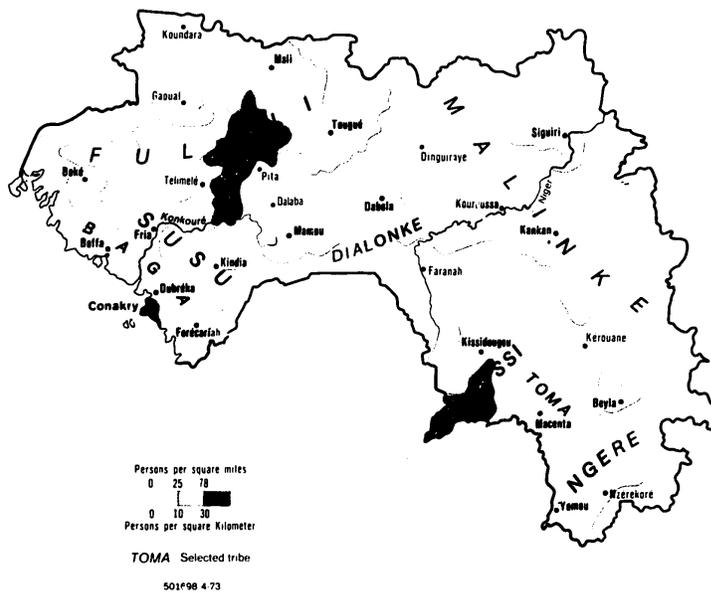 Koundara
Mali
Gaoual
Tougué
Siguiri
Dinguiraye
FUL I
MALINKE
Boké
Telimelé
Pita
Dalaba
Dabola
Kouroussa
Niger
Kankan
Konkouré
Fria
Boffa
BAGA
SUSU
Mamou
DIALONKE
Kindia
Faranah
Dubréka
Conakry
Forécariah
Kissidougou
Kerouane
SSI
TOMA
Beyla
Macenta
NGERE
Nzerekore
Yomou
Persons per square miles
0 25 78
0 10 30
Persons per square Kilometer
TOMA Selected tribe
501698 4-73